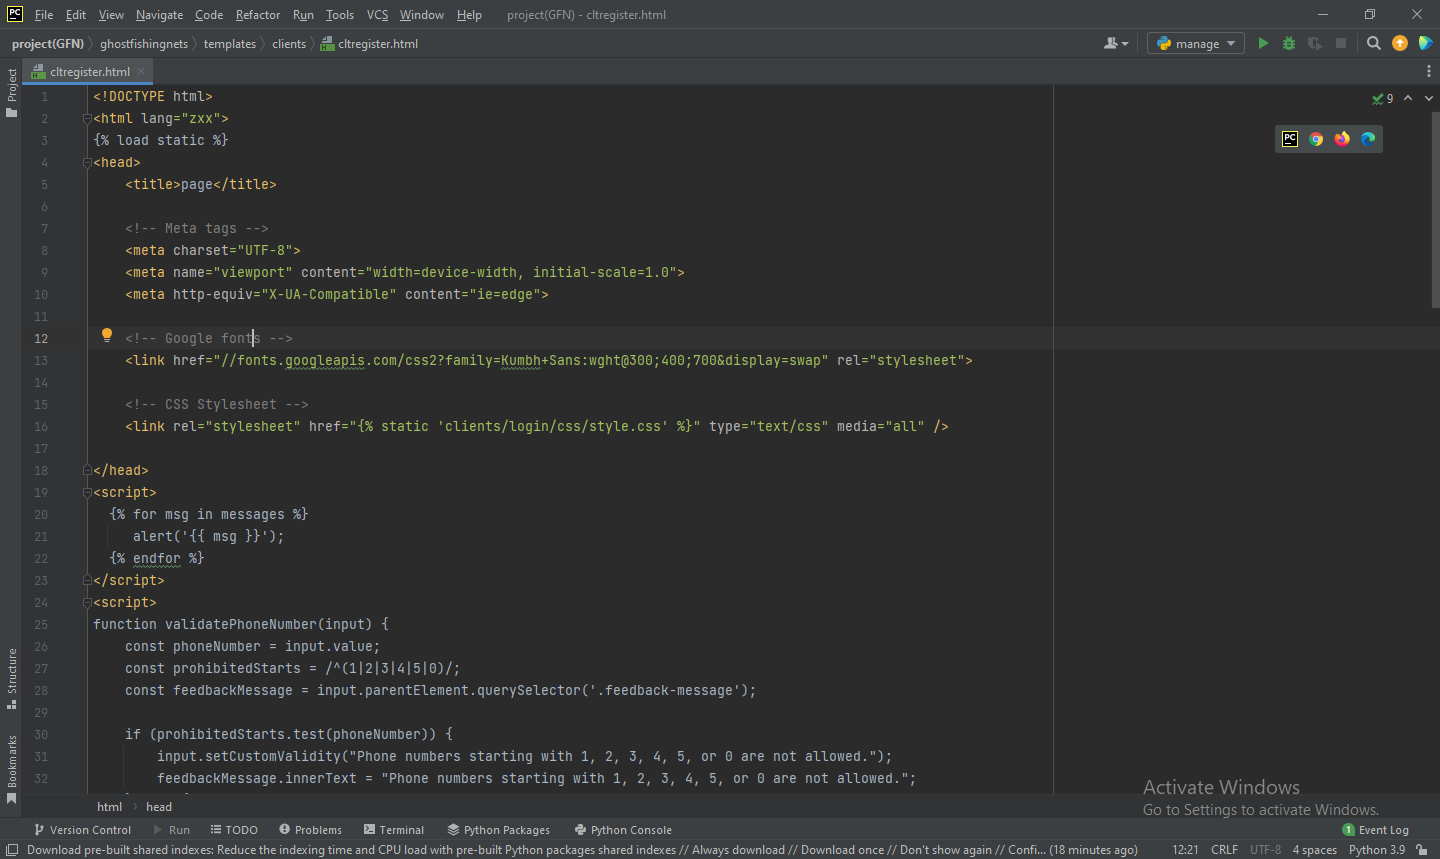 PC File Edit View Navigate Code Refactor Run Tools VCS Window Help project(GFN) - cltregister.html
project(GFN) ghostfishingnets templates clients cltregister.html manage
Project
cltregister.html
9
1 <!DOCTYPE html>
2 <html lang="zxx">
3 {% load static %}
4 <head>
5 <title>page</title>
6
7 <!-- Meta tags -->
8 <meta charset="UTF-8">
9 <meta name="viewport" content="width=device-width, initial-scale=1.0">
10 <meta http-equiv="X-UA-Compatible" content="ie=edge">
11
12 <!-- Google fonts -->
13 <link href="//fonts.googleapis.com/css2?family=Kumbh+Sans:wght@300;400;700&display=swap" rel="stylesheet">
14
15 <!-- CSS Stylesheet -->
16 <link rel="stylesheet" href="{% static 'clients/login/css/style.css' %}" type="text/css" media="all" />
17
18 </head>
19 <script>
20 {% for msg in messages %}
21 alert('{{ msg }}');
22 {% endfor %}
23 </script>
24 <script>
25 function validatePhoneNumber(input) {
26 const phoneNumber = input.value;
27 const prohibitedStarts = /^(1|2|3|4|5|0)/;
28 const feedbackMessage = input.parentElement.querySelector('.feedback-message');
29
30 if (prohibitedStarts.test(phoneNumber)) {
31 input.setCustomValidity("Phone numbers starting with 1, 2, 3, 4, 5, or 0 are not allowed.");
32 feedbackMessage.innerText = "Phone numbers starting with 1, 2, 3, 4, 5, or 0 are not allowed.";
Structure
Bookmarks
Activate Windows
Go to Settings to activate Windows.
html head
Version Control Run TODO Problems Terminal Python Packages Python Console 1 Event Log
Download pre-built shared indexes: Reduce the indexing time and CPU load with pre-built Python packages shared indexes // Always download // Download once // Don't show again // Confi... (18 minutes ago) 12:21 CRLF UTF-8 4 spaces Python 3.9